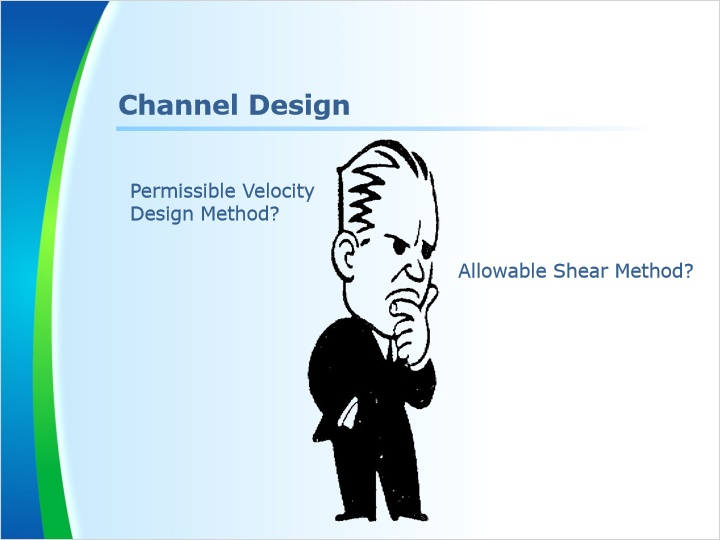 Channel Design
Permissible Velocity
Design Method?
Allowable Shear Method?